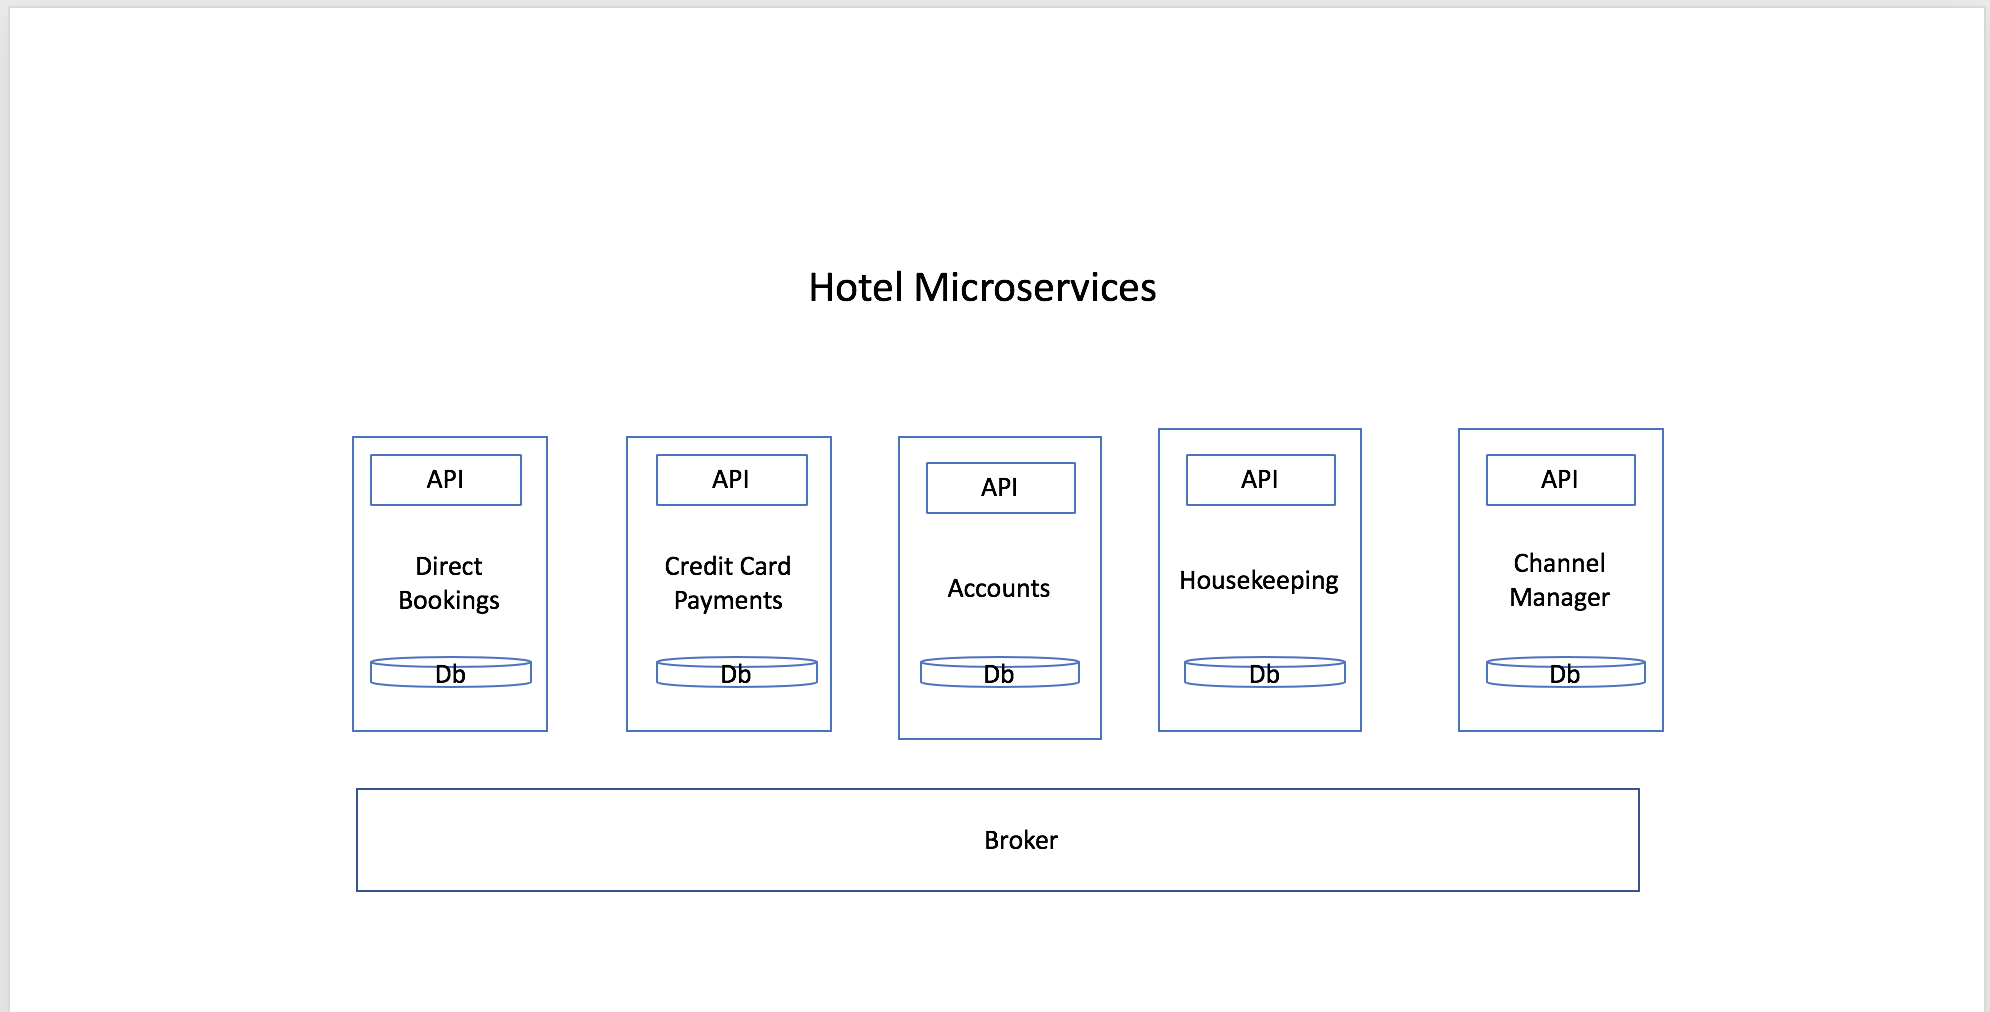 Hotel Microservices
API
API
API
API
API
Direct
Bookings
Credit Card
Payments
Accounts
Housekeeping
Channel
Manager
Db
Db
Db
Db
Db
Broker